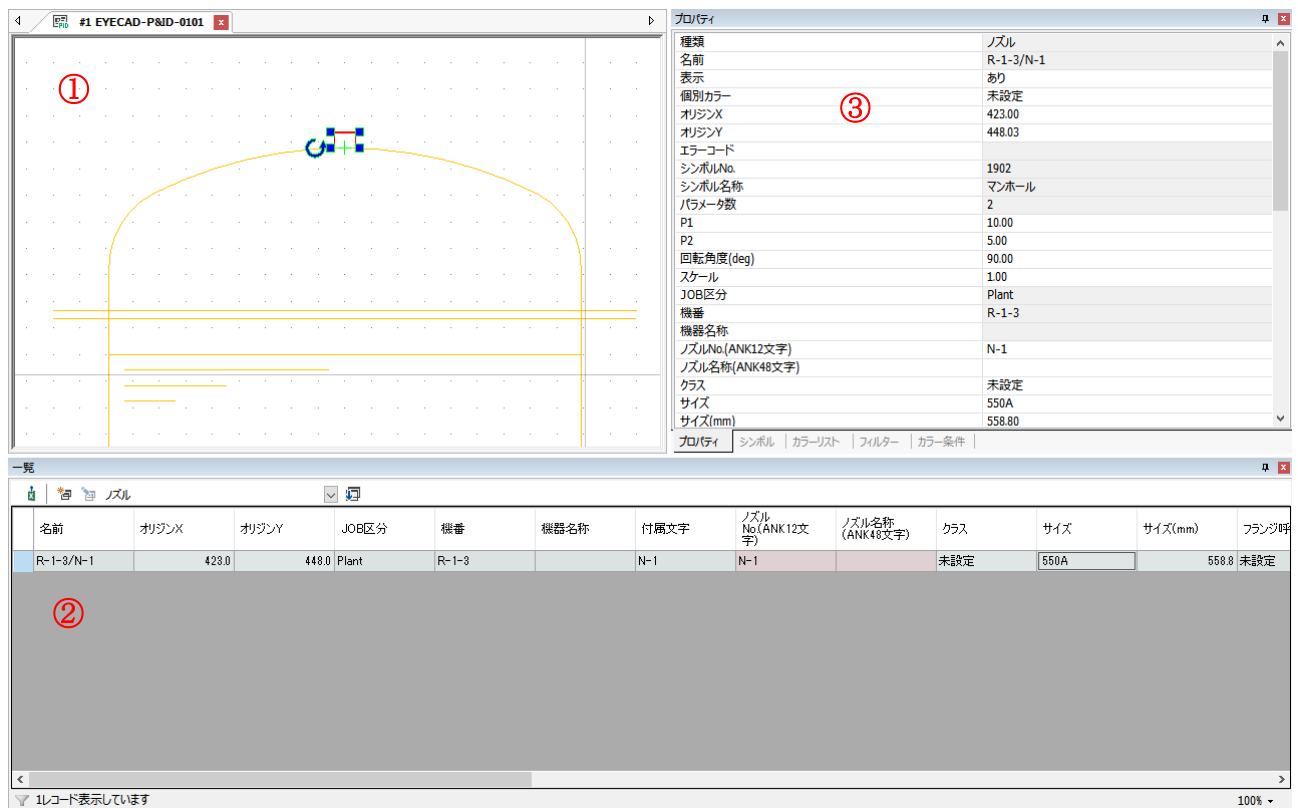 #1 EYECAD-P&ID-0101
①
プロパティ
種類 ノズル
名前 R-1-3/N-1
表示 あり
個別カラー 未設定
③
オリジンX 423.00
オリジンY 448.03
エラーコード
シンボルNo. 1902
シンボル名称 マンホール
パラメータ数 2
P1 10.00
P2 5.00
回転角度(deg) 90.00
スケール 1.00
JOB区分 Plant
機番 R-1-3
機器名称
ノズルNo.(ANK12文字) N-1
ノズル名称(ANK48文字)
クラス 未設定
サイズ 550A
サイズ(mm) 558.80
プロパティ シンボル カラーリスト フィルター カラー条件
一覧
ノズル
名前 オリジンX オリジンY JOB区分 機番 機器名称 付属文字 ノズルNo.(ANK12文字) ノズル名称(ANK48文字) クラス サイズ サイズ(mm) フランジ呼
R-1-3/N-1 423.0 448.0 Plant R-1-3 N-1 N-1 未設定 550A 558.8 未設定
②
1レコード表示しています
100%